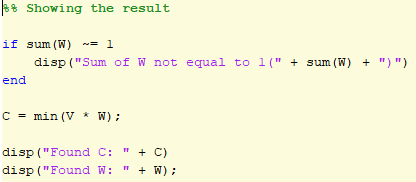 %% Showing the result
if sum(W) ~= 1
disp("Sum of W not equal to 1(" + sum(W) + ")")
end
C = min(V * W);
disp("Found C: " + C)
disp("Found W: " + W);